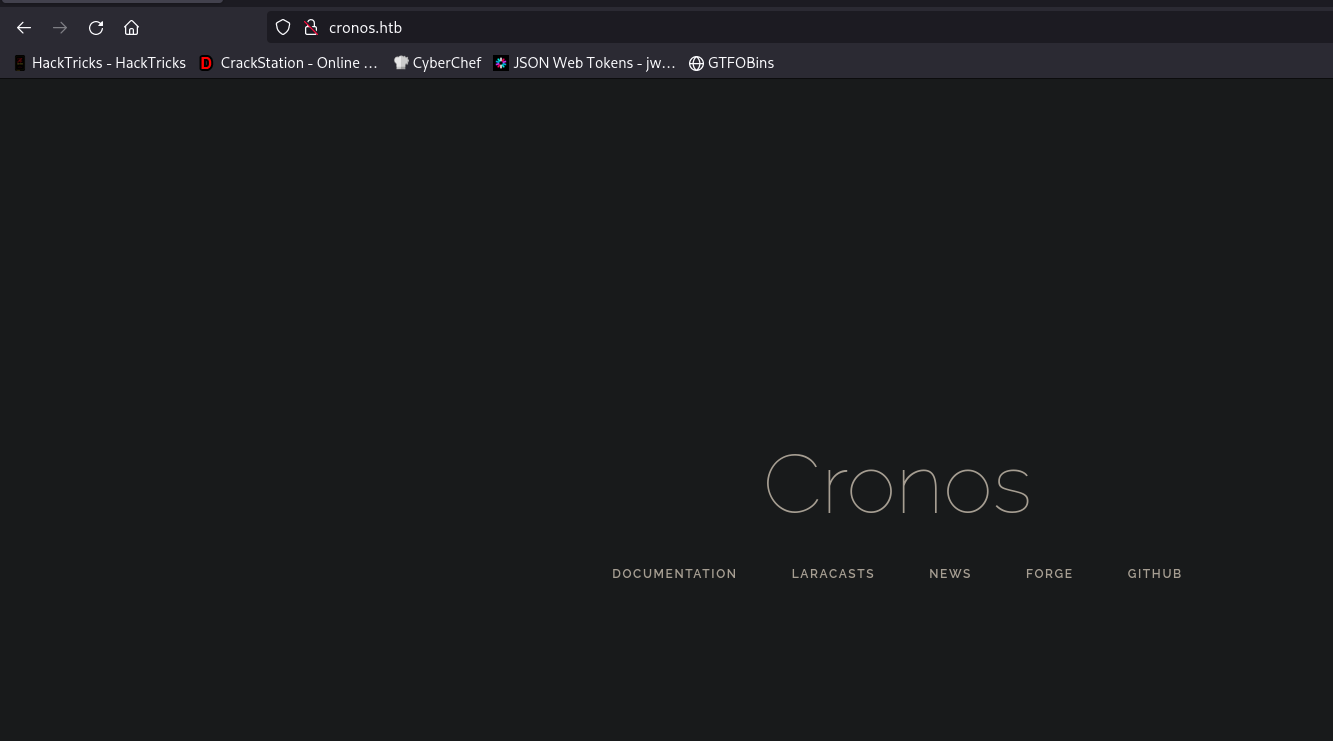 cronos.htb
HackTricks - HackTricks CrackStation - Online ... CyberChef JSON Web Tokens - jw... GTFOBins
Cronos
DOCUMENTATION LARACASTS NEWS FORGE GITHUB